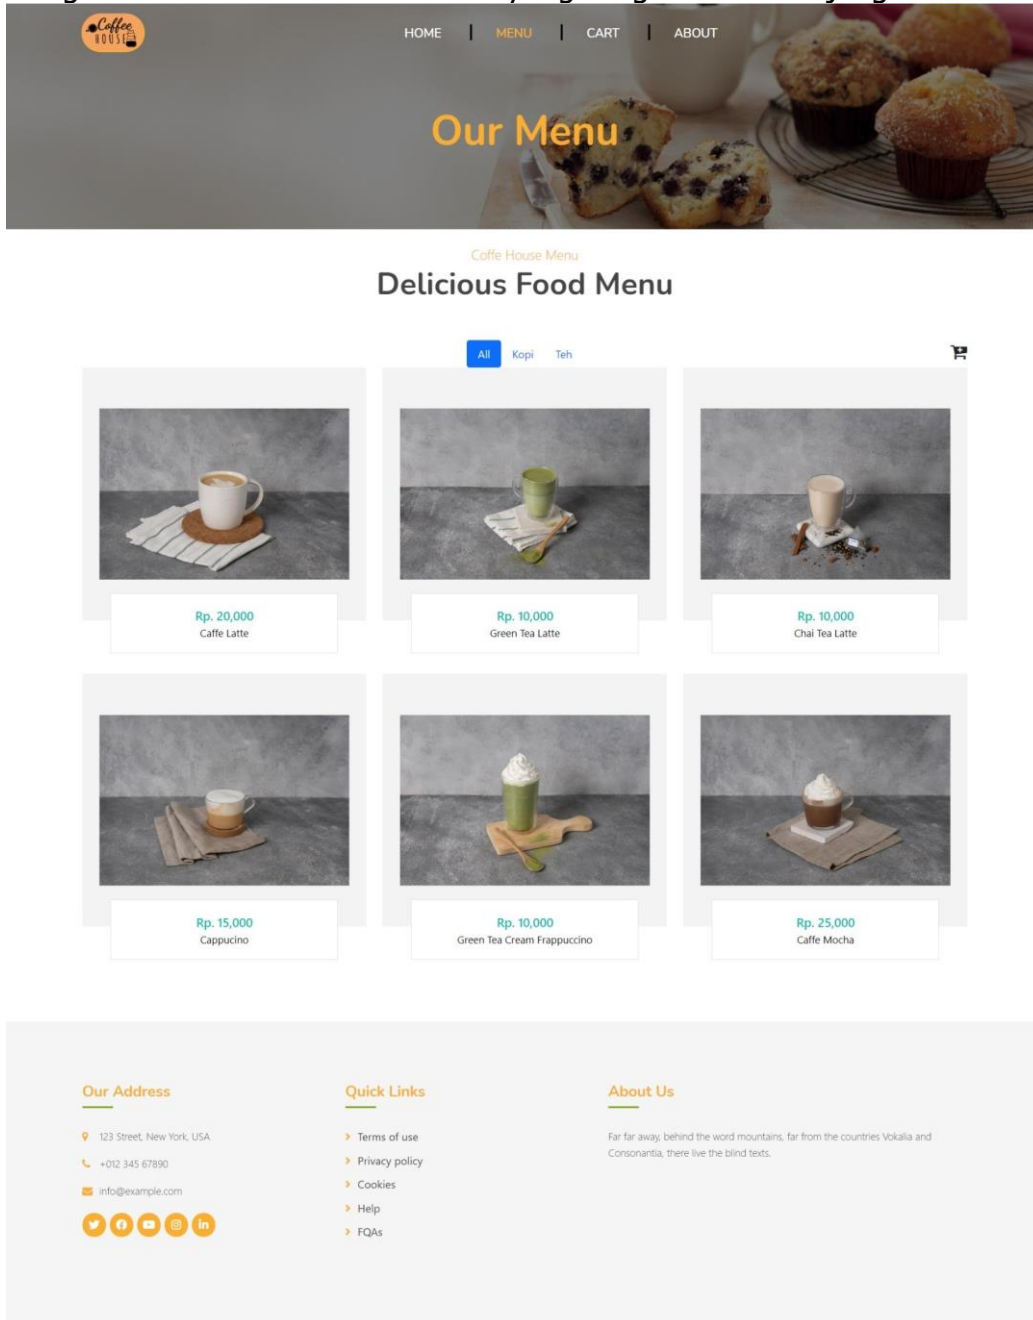 Coffee
HOUSE
HOME | MENU | CART | ABOUT
Our Menu
Coffe House Menu
Delicious Food Menu
All Kopi Teh
Rp. 20,000
Caffe Latte
Rp. 10,000
Green Tea Latte
Rp. 10,000
Chai Tea Latte
Rp. 15,000
Cappucino
Rp. 10,000
Green Tea Cream Frappuccino
Rp. 25,000
Caffe Mocha
Our Address
123 Street, New York, USA
+012 345 67890
info@example.com
Quick Links
Terms of use
Privacy policy
Cookies
Help
FQAs
About Us
Far far away, behind the word mountains, far from the countries Vokalia and
Consonantia, there live the blind texts.